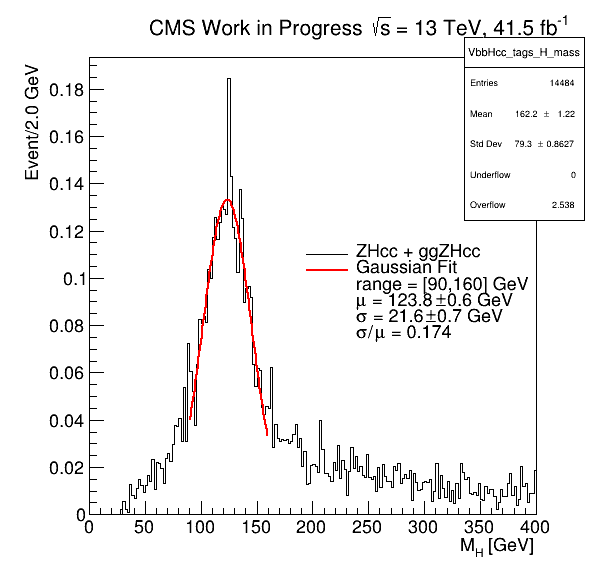 CMS Work in Progress √s = 13 TeV, 41.5 fb⁻¹
VbbHcc_tags_H_mass
Entries 14484
Mean 162.2 ± 1.22
Std Dev 79.3 ± 0.8627
Underflow 0
Overflow 2.538
Event/2.0 GeV
0.18
0.16
0.14
0.12
0.1
0.08
0.06
0.04
0.02
0
ZHcc + ggZHcc
Gaussian Fit
range = [90,160] GeV
μ = 123.8±0.6 GeV
σ = 21.6±0.7 GeV
σ/μ = 0.174
0 50 100 150 200 250 300 350 400
M_H [GeV]